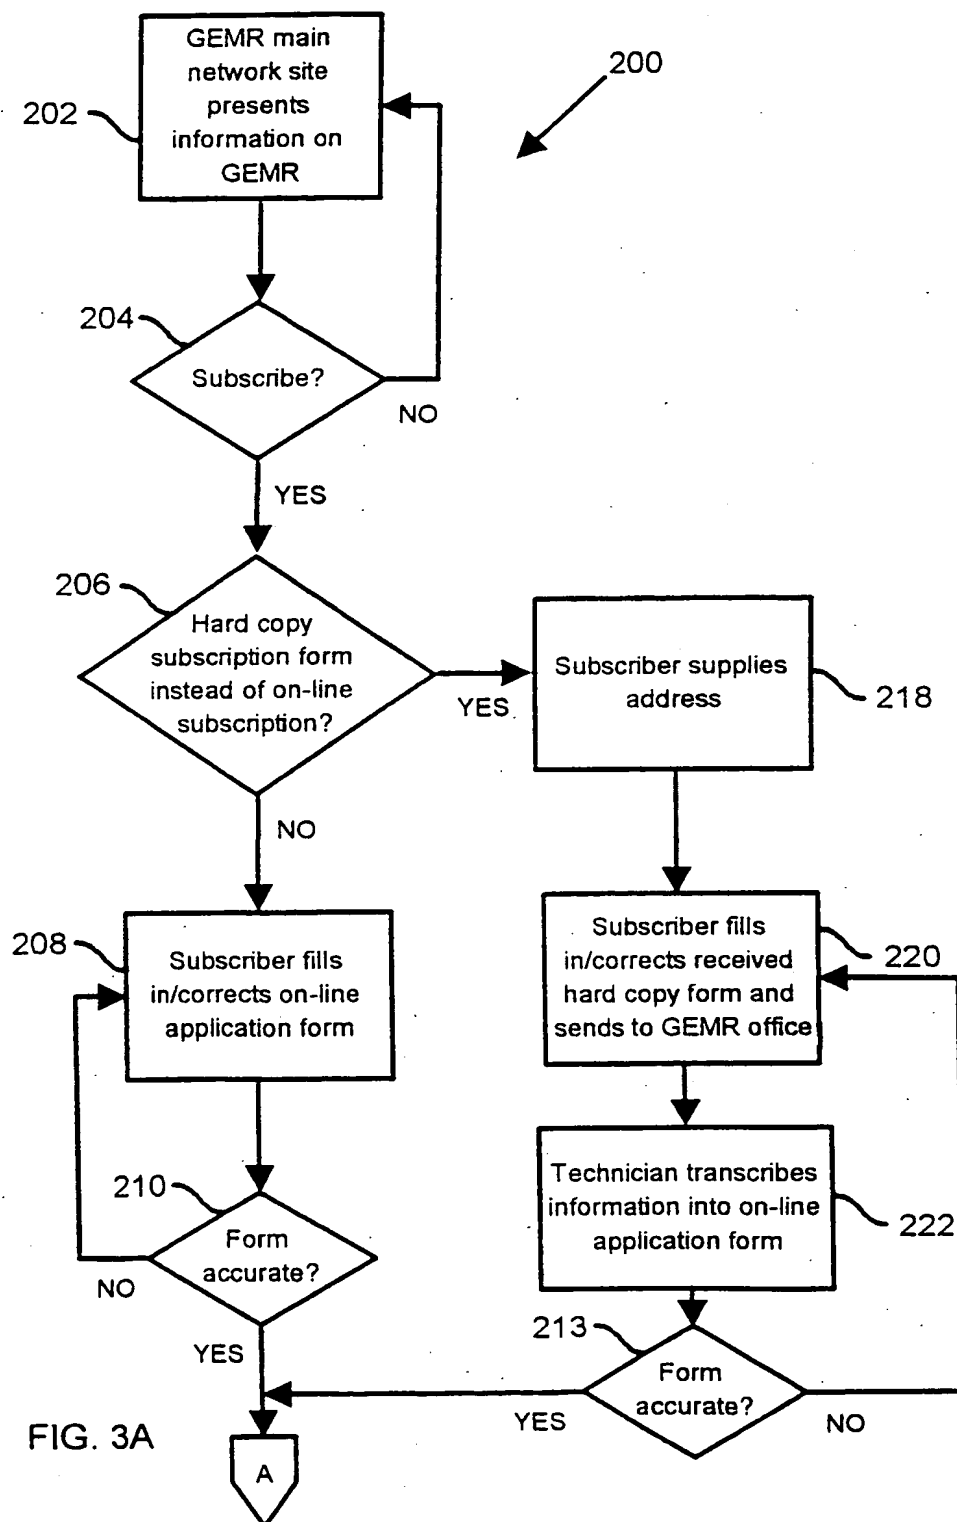 GEMR main
network site
presents
information on
GEMR
200
202
204
Subscribe?
NO
YES
206
Hard copy
subscription form
instead of on-line
subscription?
YES
Subscriber supplies
address
218
NO
208
Subscriber fills
in/corrects on-line
application form
Subscriber fills
in/corrects received
hard copy form and
sends to GEMR office
220
210
Form
accurate?
NO
YES
Technician transcribes
information into on-line
application form
222
213
Form
accurate?
YES
NO
FIG. 3A
A